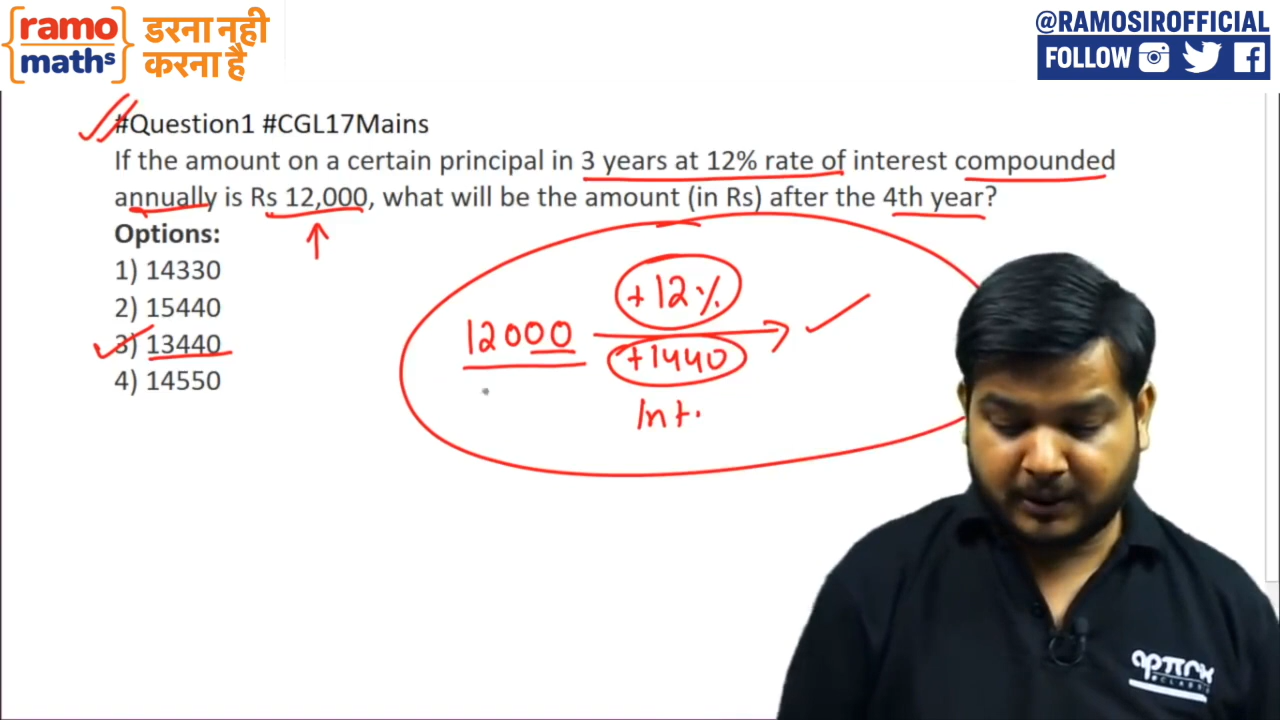 ramo
maths
डरना नही
करना है
@RAMOSIROFFICIAL
FOLLOW
#Question1 #CGL17Mains
If the amount on a certain principal in 3 years at 12% rate of interest compounded
annually is Rs 12,000, what will be the amount (in Rs) after the 4th year?
Options:
1) 14330
2) 15440
3) 13440
4) 14550
+12%
12000
+1440
Int.
CLASSES